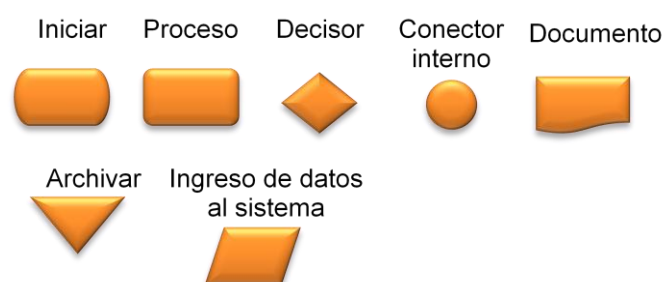 Iniciar
Proceso
Decisor
Conector
interno
Documento
Archivar
Ingreso de datos
al sistema